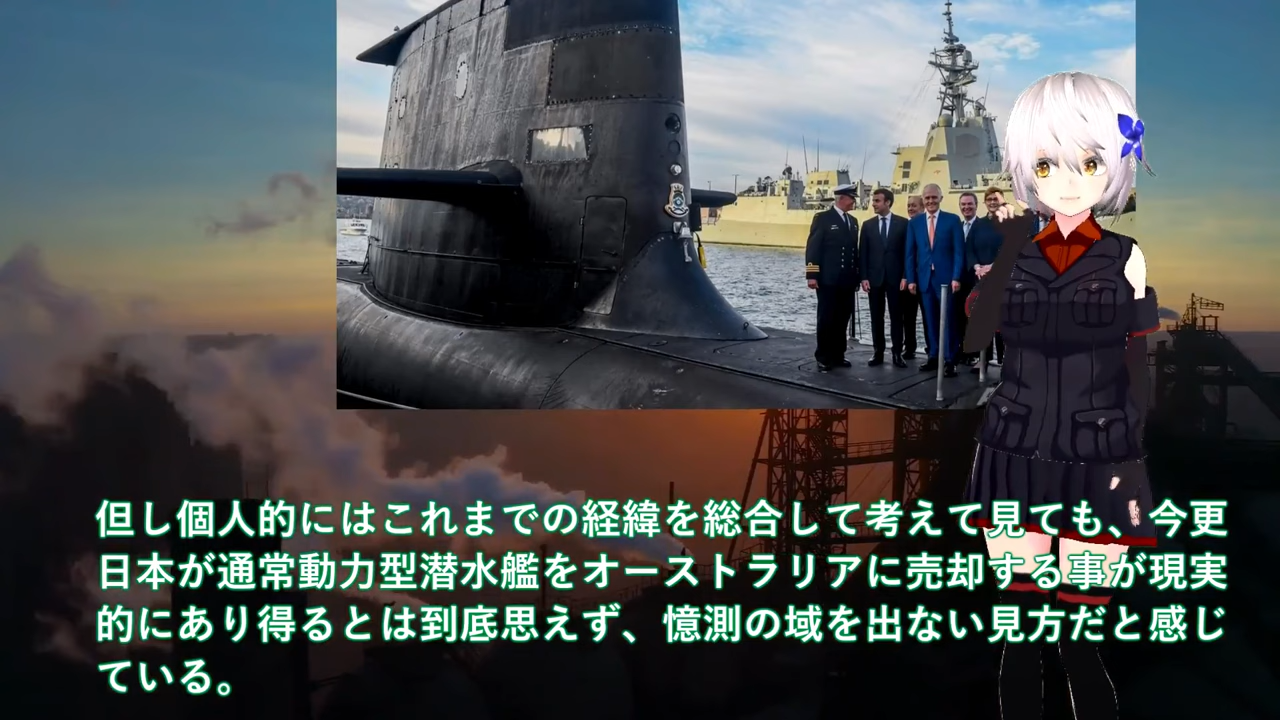 但し個人的にはこれまでの経緯を総合して考えて見ても、今更
日本が通常動力型潜水艦をオーストラリアに売却する事が現実
的にあり得るとは到底思えず、憶測の域を出ない見方だと感じ
ている。